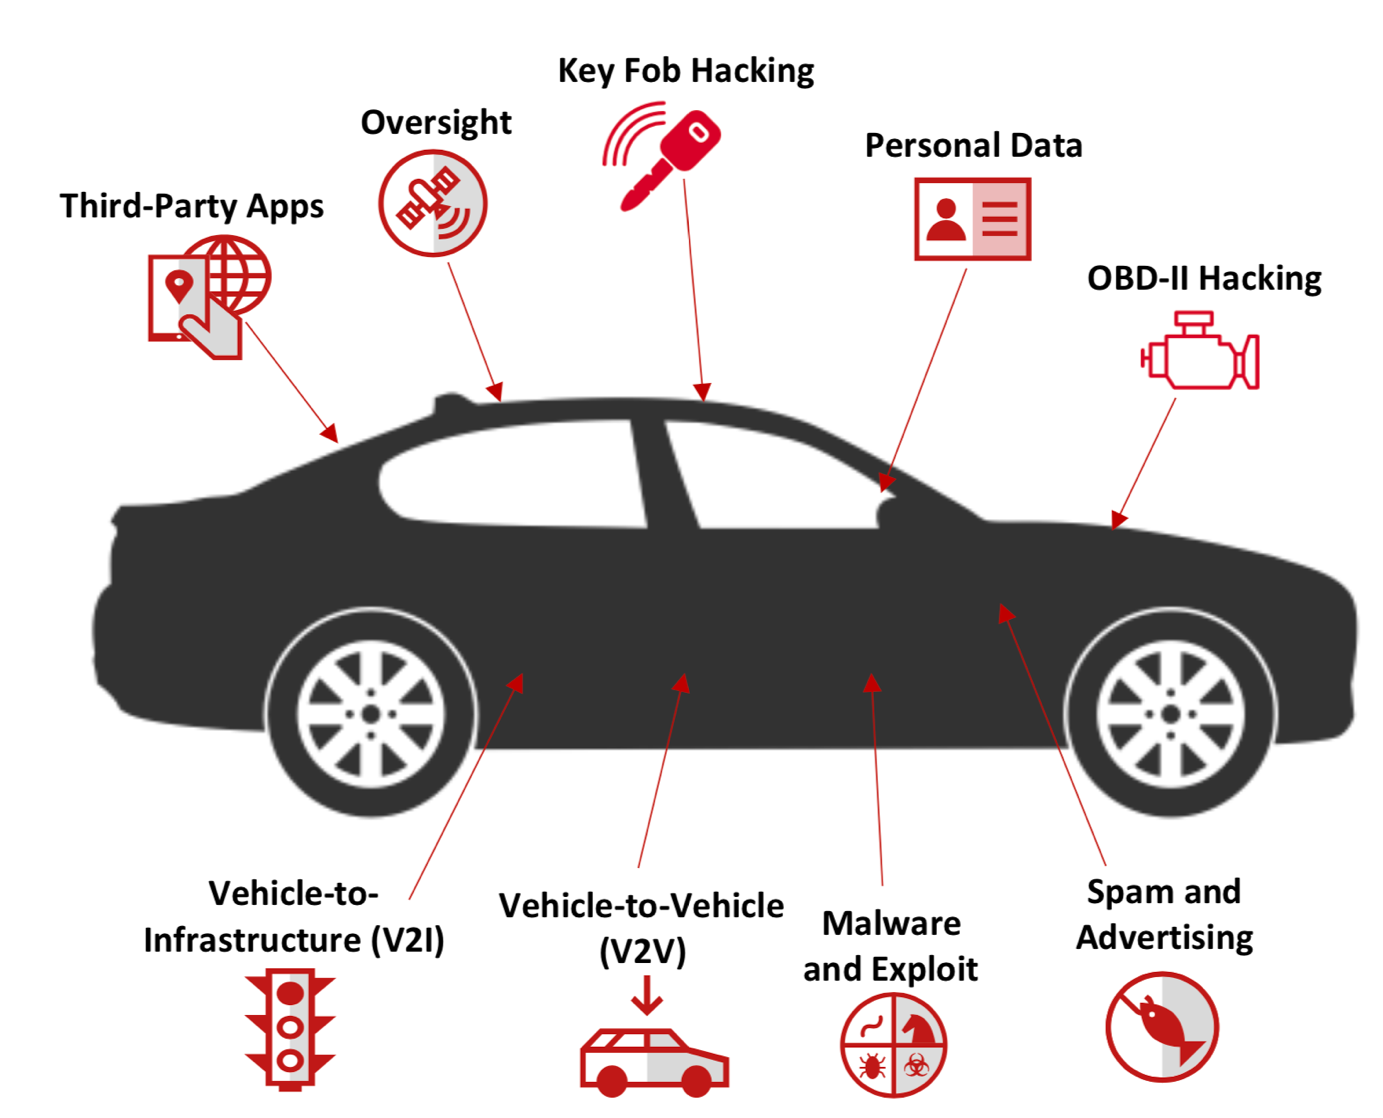 Key Fob Hacking
Oversight
Personal Data
Third-Party Apps
OBD-II Hacking
Vehicle-to-
Infrastructure (V2I)
Vehicle-to-Vehicle
(V2V)
Malware
and Exploit
Spam and
Advertising